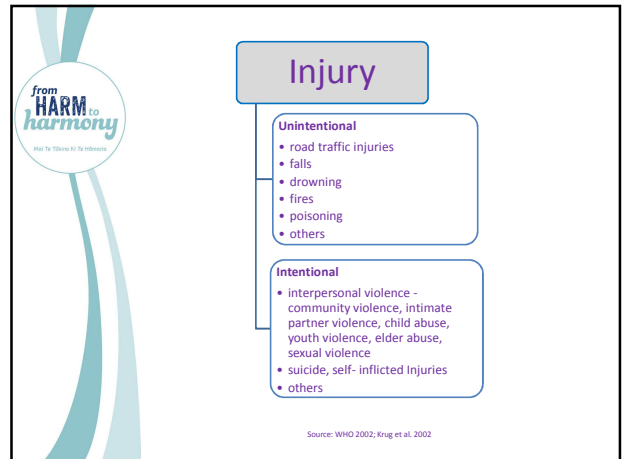 from
HARM to
harmony
Mai Te Tūkino Ki Te Hāmoria
Injury
Unintentional
• road traffic injuries
• falls
• drowning
• fires
• poisoning
• others
Intentional
• interpersonal violence -
community violence, intimate
partner violence, child abuse,
youth violence, elder abuse,
sexual violence
• suicide, self- inflicted Injuries
• others
Source: WHO 2002; Krug et al. 2002